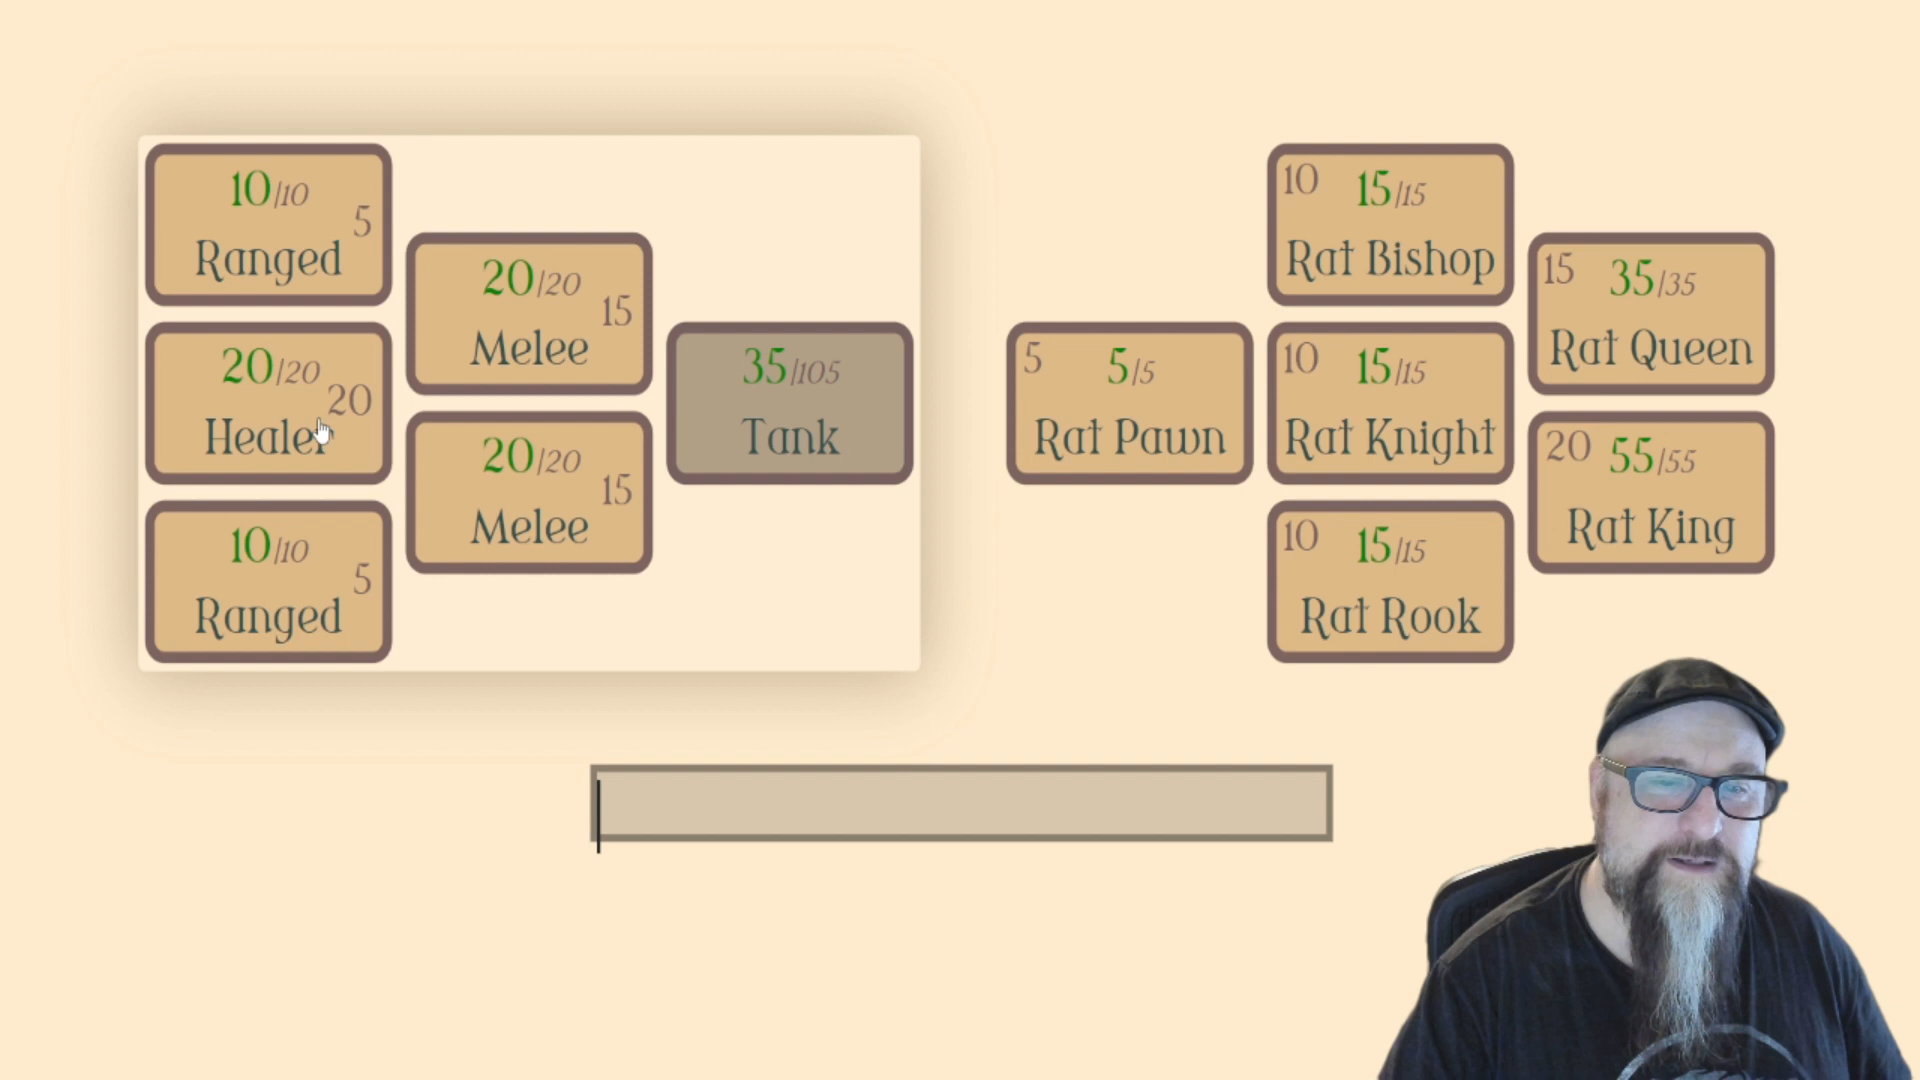 10/10
5
Ranged
20/20
15
Melee
20/20
20
Healer
35/105
Tank
20/20
15
Melee
10/10
5
Ranged
10 15/15
Rat Bishop
15 35/35
Rat Queen
5 5/5
Rat Pawn
10 15/15
Rat Knight
20 55/55
Rat King
10 15/15
Rat Rook